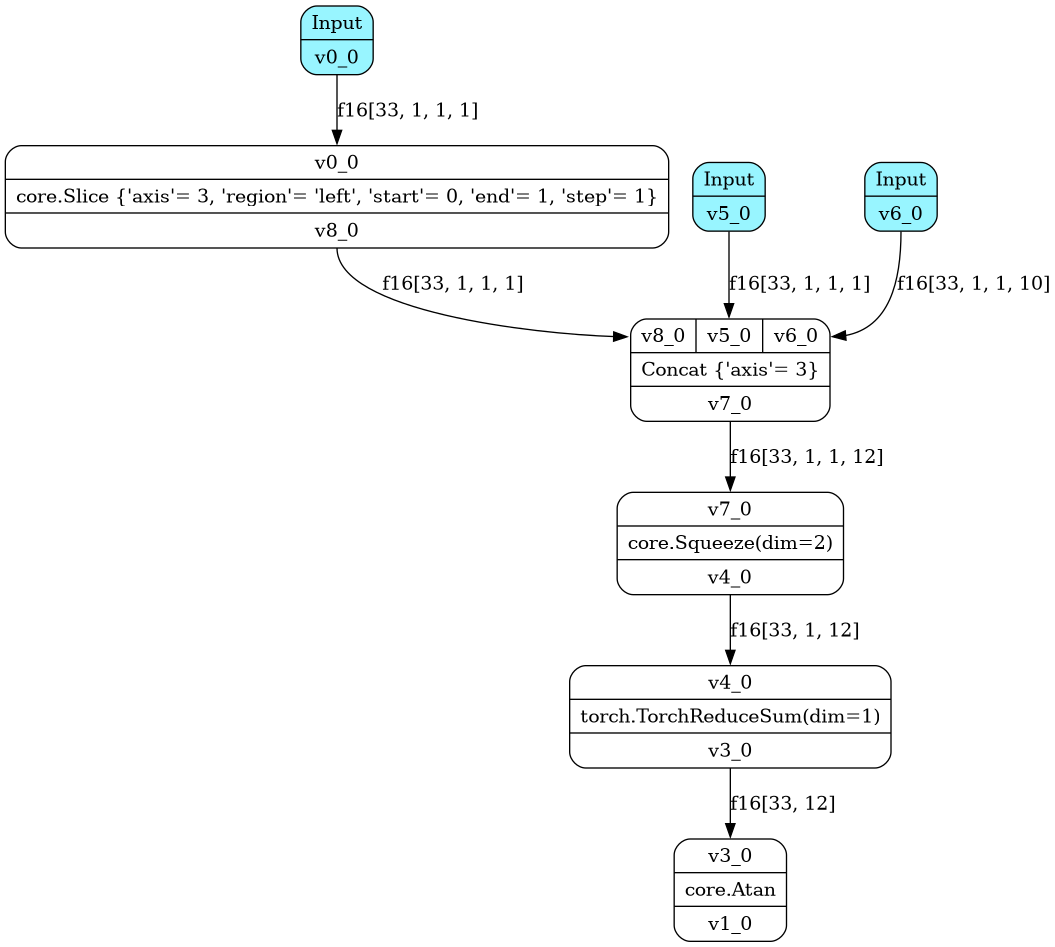 Input
v0_0
f16[33, 1, 1, 1]
v0_0
core.Slice {'axis'= 3, 'region'= 'left', 'start'= 0, 'end'= 1, 'step'= 1}
v8_0
Input
v5_0
Input
v6_0
f16[33, 1, 1, 1]
f16[33, 1, 1, 1]
f16[33, 1, 1, 10]
v8_0 v5_0 v6_0
Concat {'axis'= 3}
v7_0
f16[33, 1, 1, 12]
v7_0
core.Squeeze(dim=2)
v4_0
f16[33, 1, 12]
v4_0
torch.TorchReduceSum(dim=1)
v3_0
f16[33, 12]
v3_0
core.Atan
v1_0